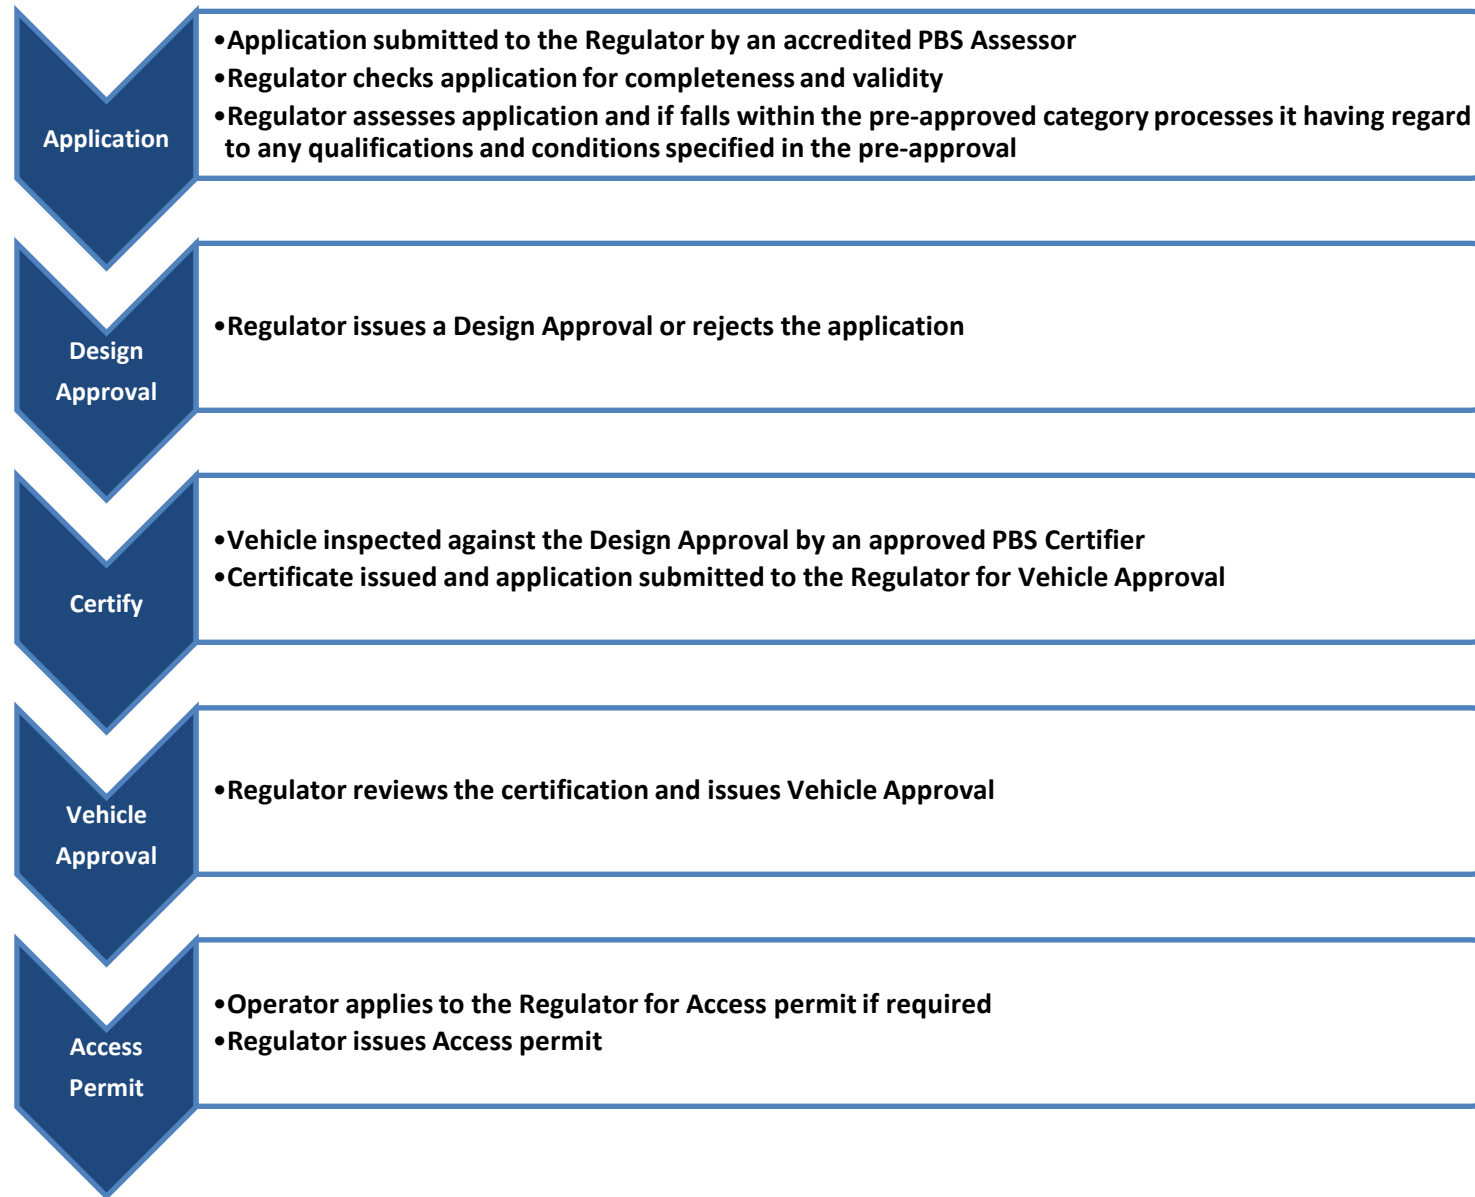 Application
•Application submitted to the Regulator by an accredited PBS Assessor
•Regulator checks application for completeness and validity
•Regulator assesses application and if falls within the pre-approved category processes it having regard
to any qualifications and conditions specified in the pre-approval
Design
Approval
•Regulator issues a Design Approval or rejects the application
Certify
•Vehicle inspected against the Design Approval by an approved PBS Certifier
•Certificate issued and application submitted to the Regulator for Vehicle Approval
Vehicle
Approval
•Regulator reviews the certification and issues Vehicle Approval
Access
Permit
•Operator applies to the Regulator for Access permit if required
•Regulator issues Access permit